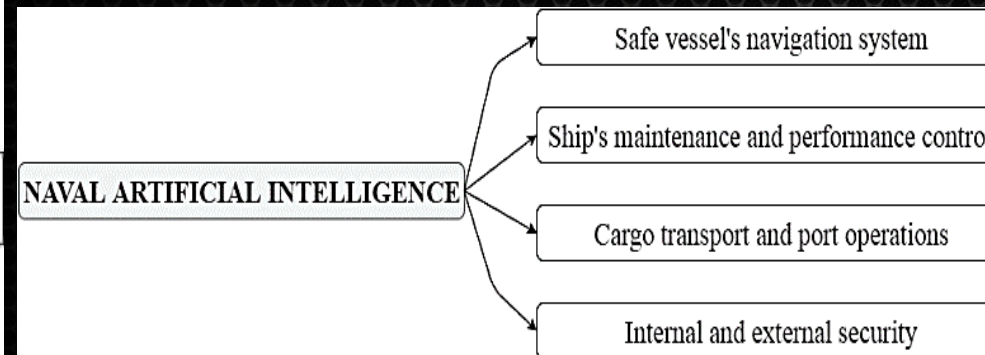 Safe vessel's navigation system
Ship's maintenance and performance contro
NAVAL ARTIFICIAL INTELLIGENCE
Cargo transport and port operations
Internal and external security